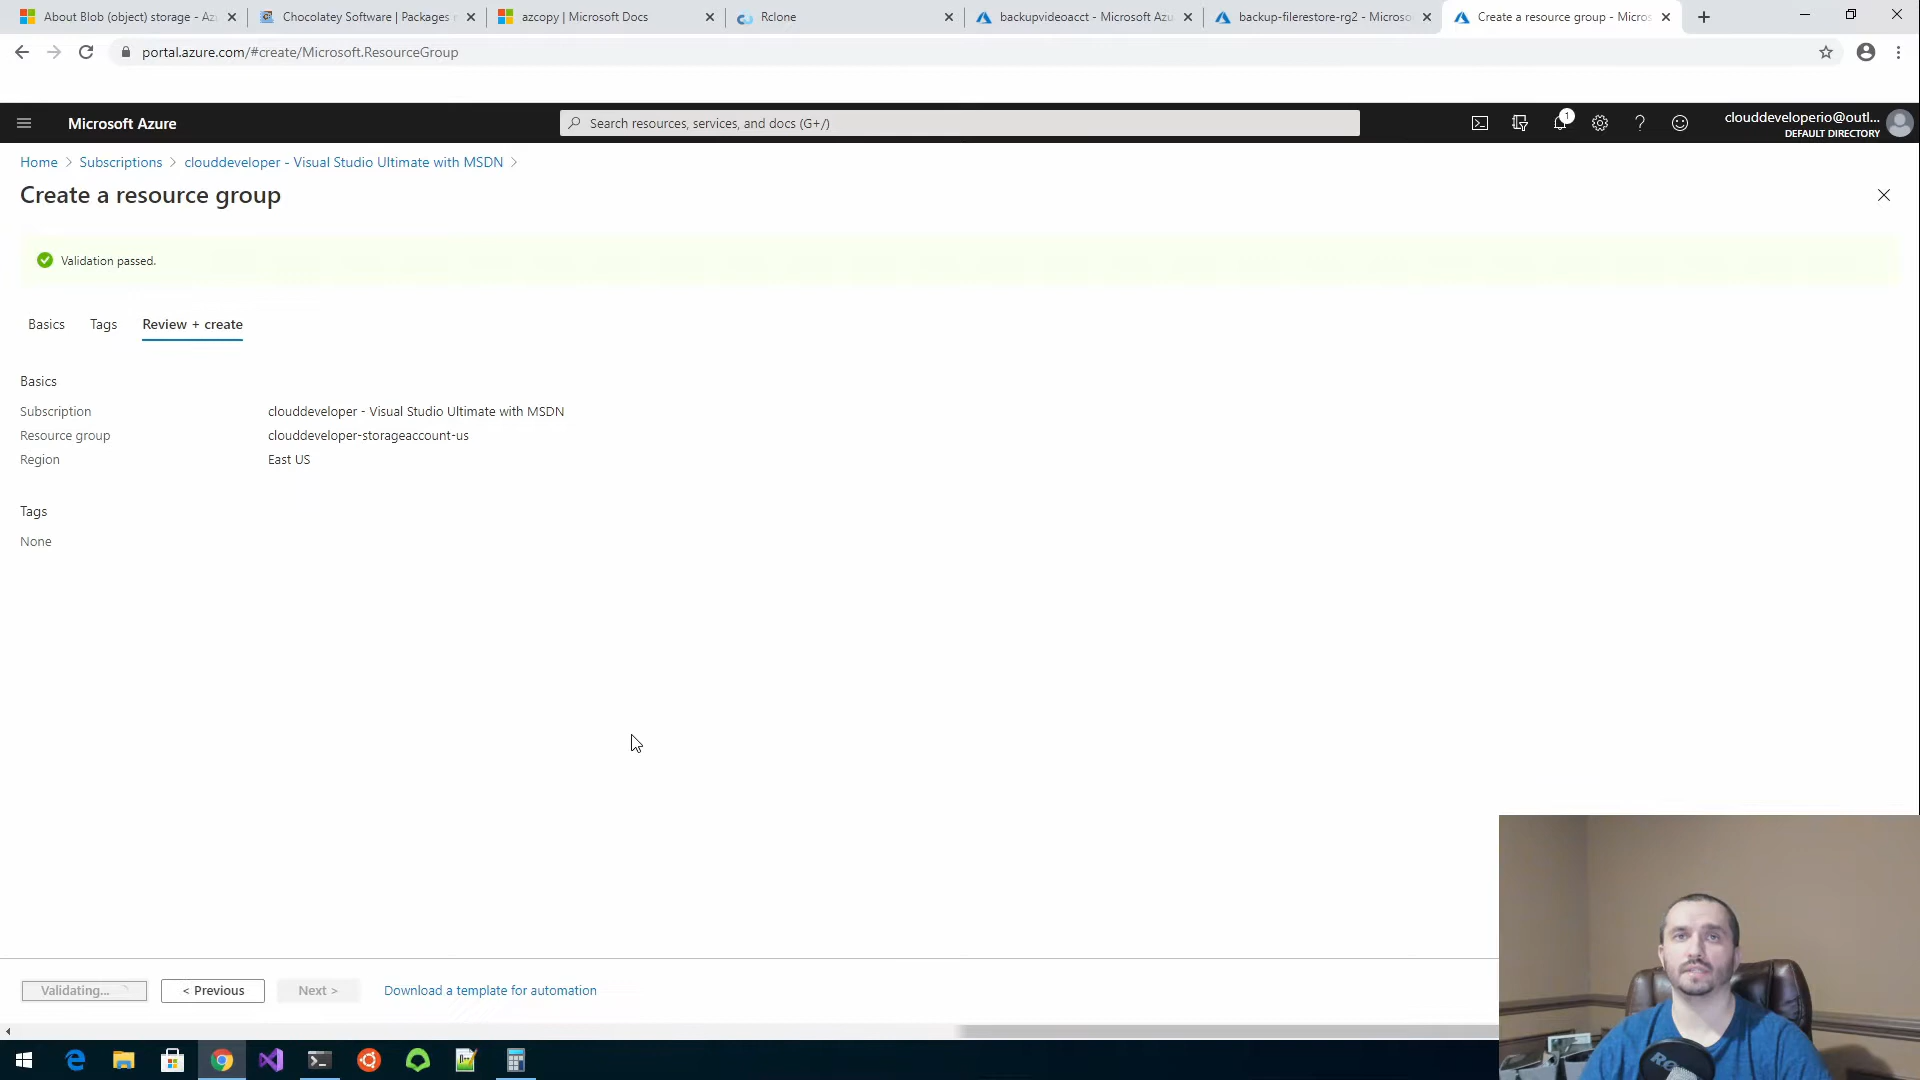 About Blob (object) storage - Az
Chocolatey Software | Packages
azcopy | Microsoft Docs
Rclone
backupvideoacct - Microsoft Azu
backup-filerestore-rg2 - Microso
Create a resource group - Micros
portal.azure.com/#create/Microsoft.ResourceGroup
Microsoft Azure
Search resources, services, and docs (G+/)
1
clouddeveloperio@outl...
DEFAULT DIRECTORY
Home > Subscriptions > clouddeveloper - Visual Studio Ultimate with MSDN >
Create a resource group
Validation passed.
Basics Tags Review + create
Basics
Subscription clouddeveloper - Visual Studio Ultimate with MSDN
Resource group clouddeveloper-storageaccount-us
Region East US
Tags
None
Validating... < Previous Next > Download a template for automation